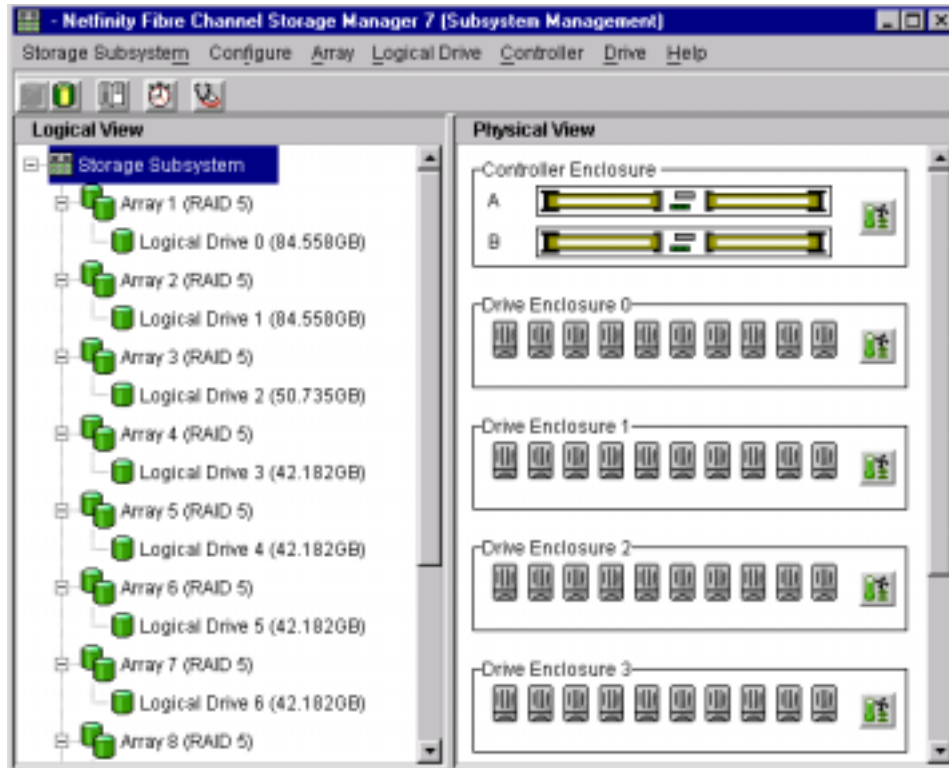 - Netfinity Fibre Channel Storage Manager 7 (Subsystem Management)
Storage Subsystem Configure Array Logical Drive Controller Drive Help
Logical View
Storage Subsystem
Array 1 (RAID 5)
Logical Drive 0 (84.558GB)
Array 2 (RAID 5)
Logical Drive 1 (84.558GB)
Array 3 (RAID 5)
Logical Drive 2 (50.735GB)
Array 4 (RAID 5)
Logical Drive 3 (42.182GB)
Array 5 (RAID 5)
Logical Drive 4 (42.182GB)
Array 6 (RAID 5)
Logical Drive 5 (42.182GB)
Array 7 (RAID 5)
Logical Drive 6 (42.182GB)
Array 8 (RAID 5)
Physical View
Controller Enclosure
A
B
Drive Enclosure 0
Drive Enclosure 1
Drive Enclosure 2
Drive Enclosure 3